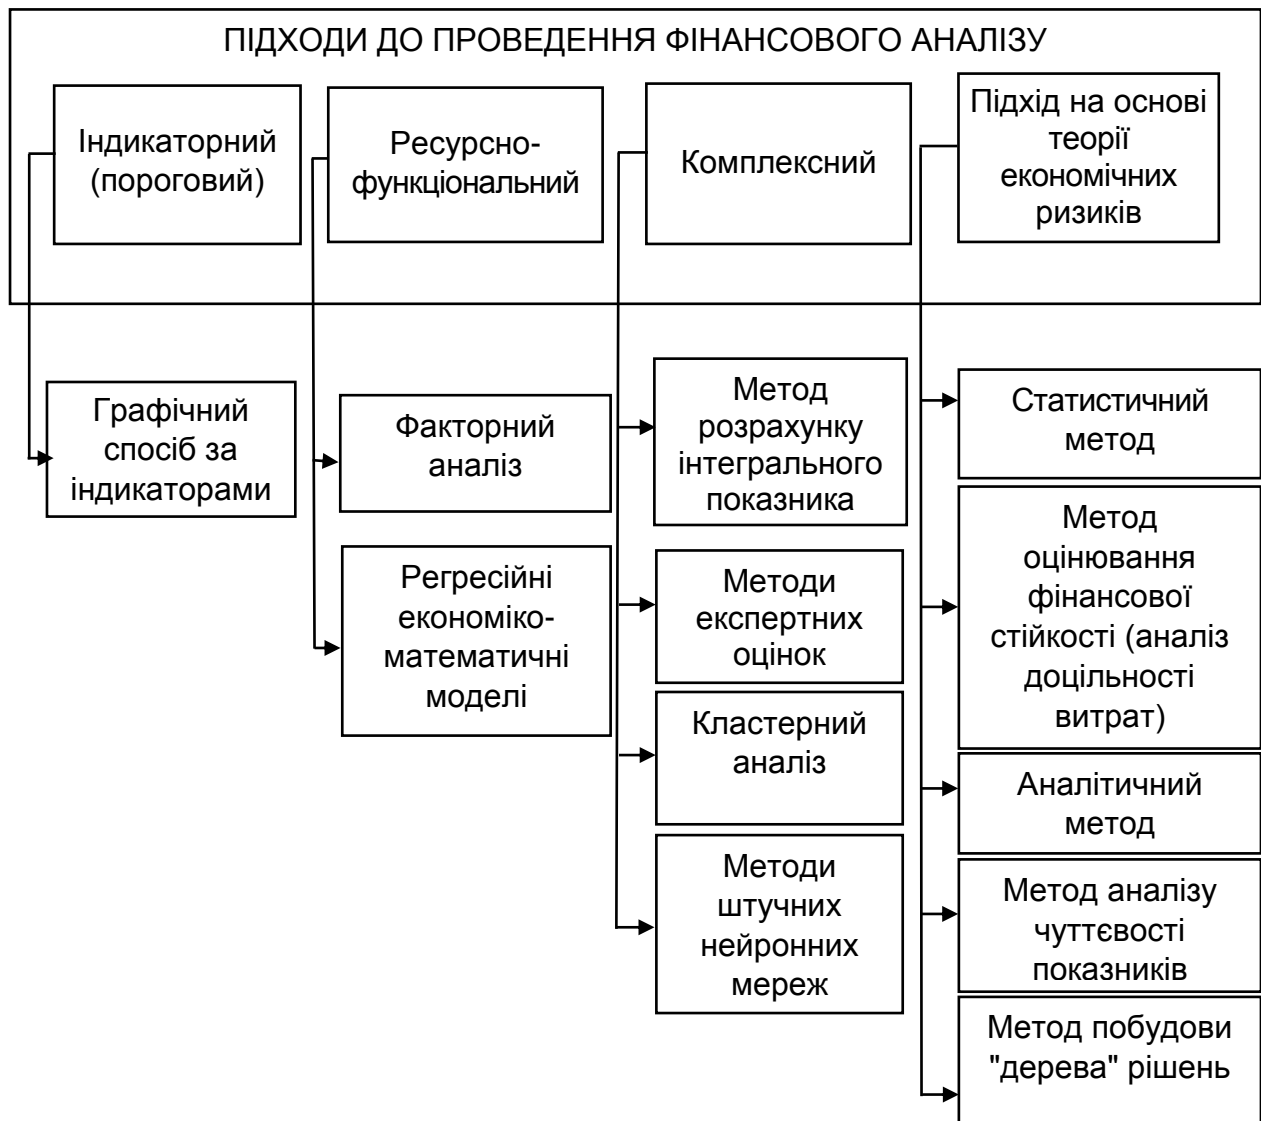 ПІДХОДИ ДО ПРОВЕДЕННЯ ФІНАНСОВОГО АНАЛІЗУ
Індикаторний
(пороговий)
Ресурсно-
функціональний
Комплексний
Підхід на основі
теорії
економічних
ризиків
Графічний
спосіб за
індикаторами
Факторний
аналіз
Регресійні
економіко-
математичні
моделі
Метод
розрахунку
інтегрального
показника
Методи
експертних
оцінок
Кластерний
аналіз
Методи
штучних
нейронних
мереж
Статистичний
метод
Метод
оцінювання
фінансової
стійкості (аналіз
доцільності
витрат)
Аналітичний
метод
Метод аналізу
чуттєвості
показників
Метод побудови
"дерева" рішень